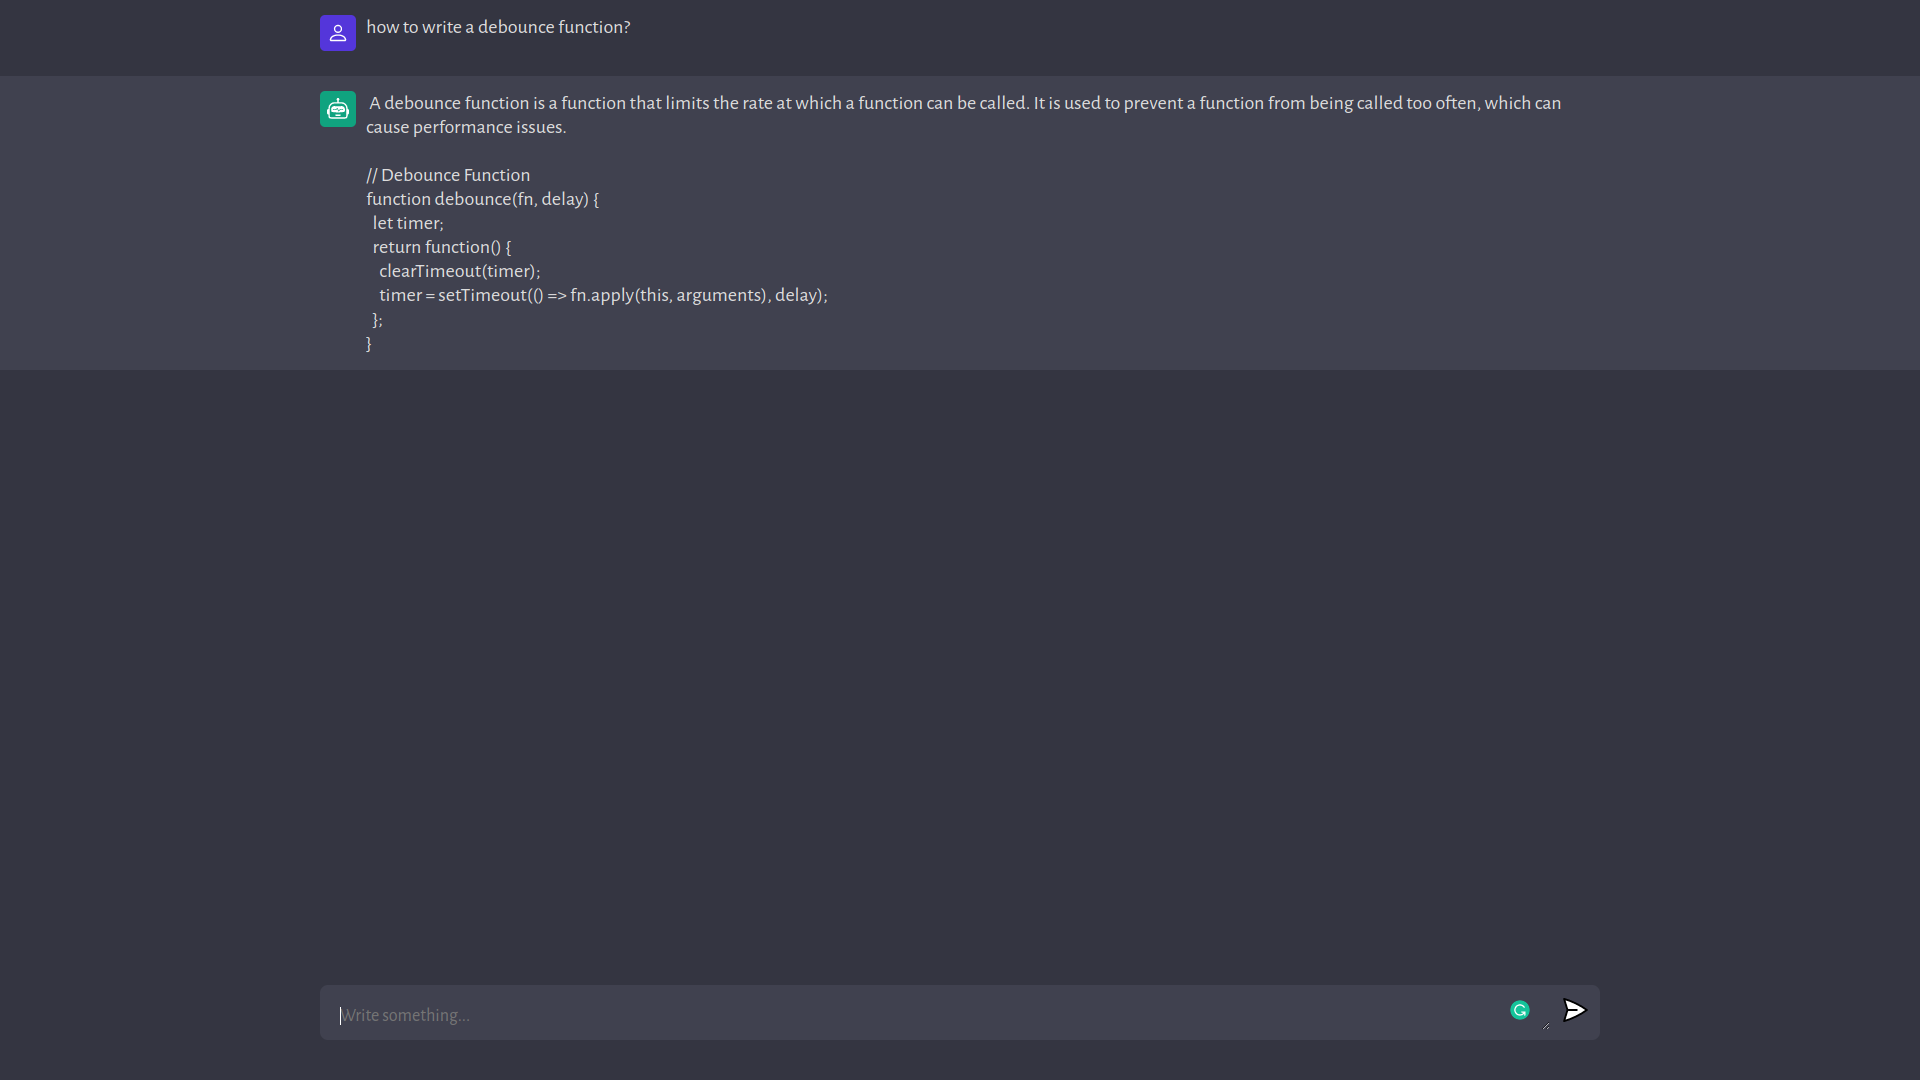 how to write a debounce function?
A debounce function is a function that limits the rate at which a function can be called. It is used to prevent a function from being called too often, which can
cause performance issues.
// Debounce Function
function debounce(fn, delay) {
  let timer;
  return function() {
    clearTimeout(timer);
    timer = setTimeout(() => fn.apply(this, arguments), delay);
  };
}
Write something...